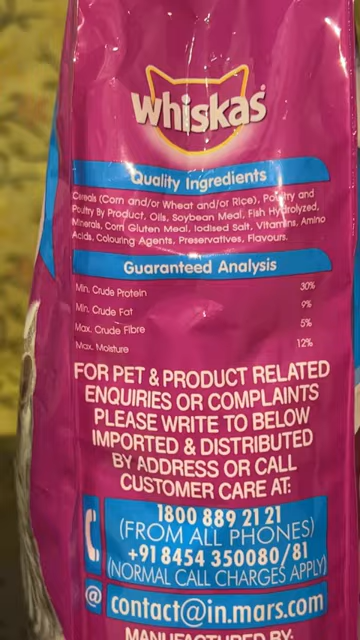 Whiskas
Quality Ingredients
Cereals (Corn and/or Wheat and/or Rice), Poultry and
Poultry By Product, Oils, Soybean Meal, Fish Hydrolyzed,
Minerals, Corn Gluten Meal, Iodised Salt, Vitamins, Amino
Acids, Colouring Agents, Preservatives, Flavours.
Guaranteed Analysis
Min. Crude Protein 30%
Min. Crude Fat 9%
Max. Crude Fibre 5%
Max. Moisture 12%
FOR PET & PRODUCT RELATED
ENQUIRIES OR COMPLAINTS
PLEASE WRITE TO BELOW
IMPORTED & DISTRIBUTED
BY ADDRESS OR CALL
CUSTOMER CARE AT:
1800 889 21 21
(FROM ALL PHONES)
+91 8454 350080/81
(NORMAL CALL CHARGES APPLY)
@ contact@in.mars.com
MANUFACTURED BY